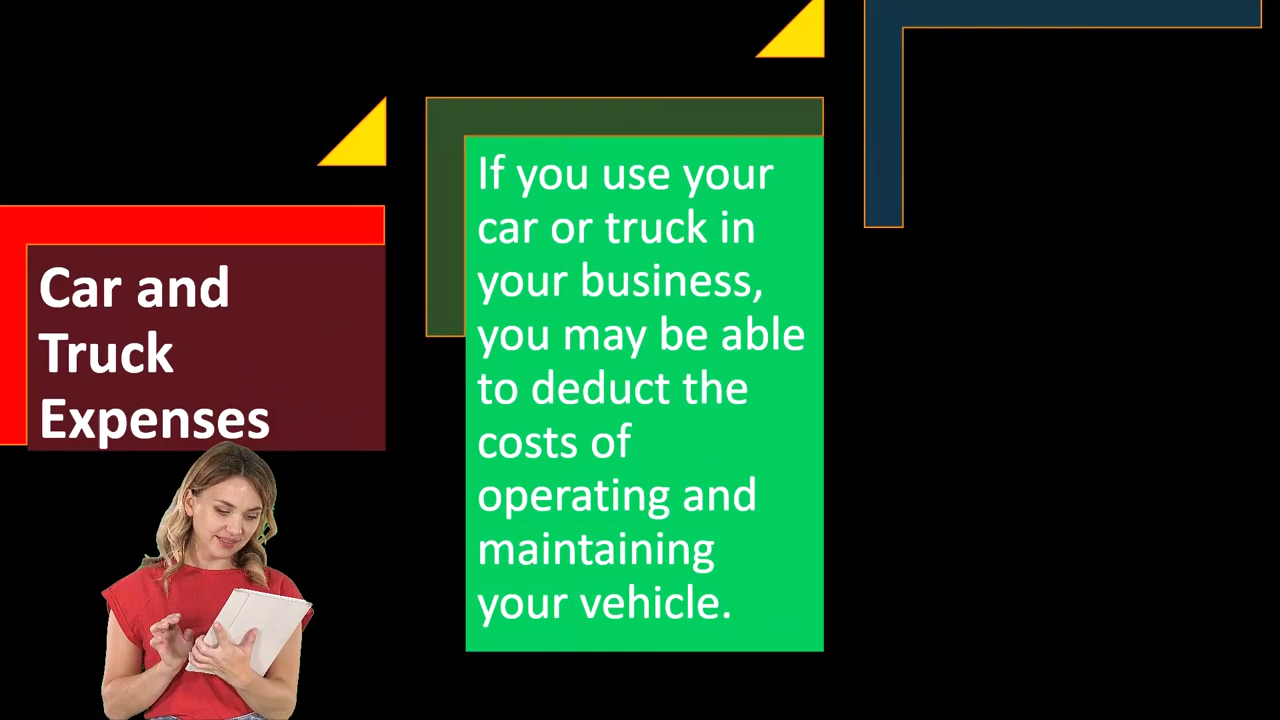 Car and
Truck
Expenses
If you use your
car or truck in
your business,
you may be able
to deduct the
costs of
operating and
maintaining
your vehicle.